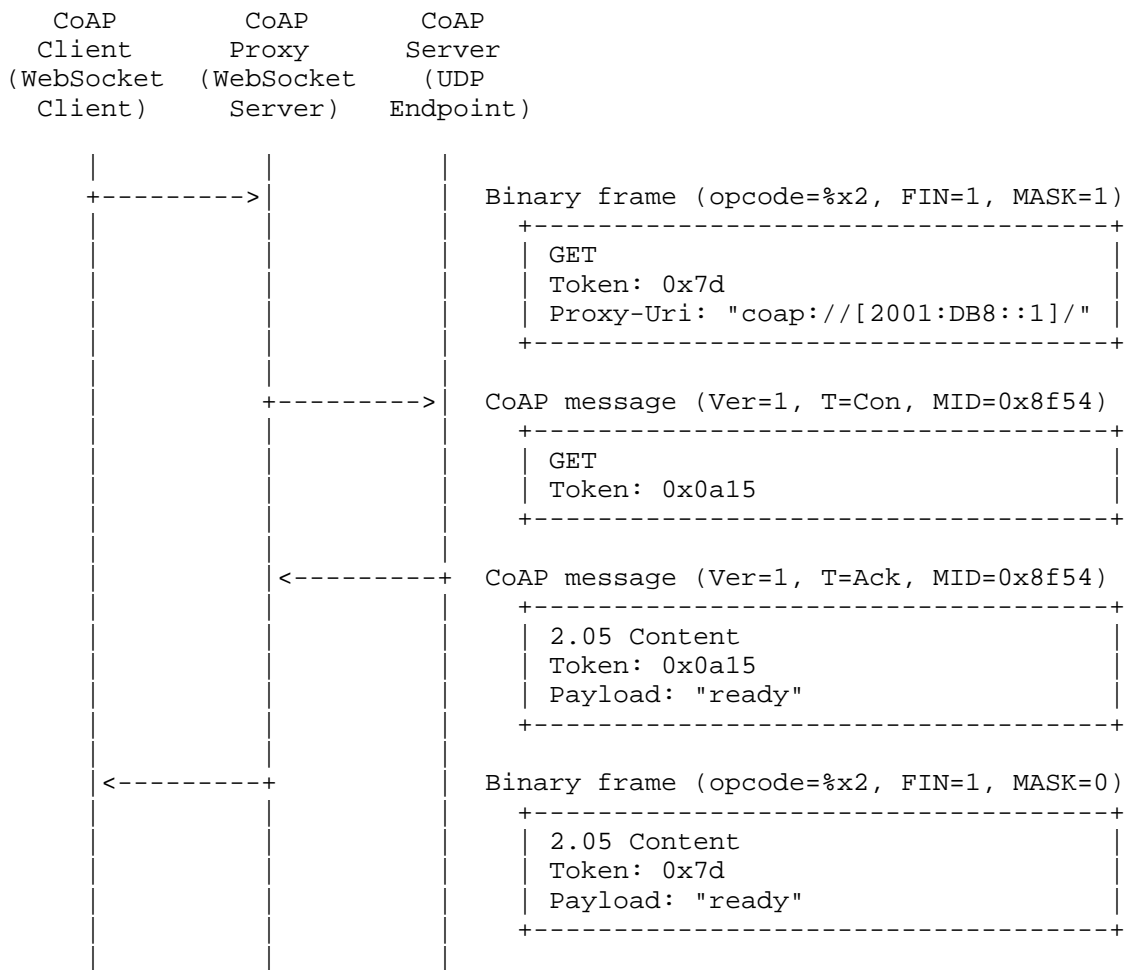 CoAP CoAP CoAP
Client Proxy Server
(WebSocket (WebSocket (UDP
Client) Server) Endpoint)
Binary frame (opcode=%x2, FIN=1, MASK=1)
GET
Token: 0x7d
Proxy-Uri: "coap://[2001:DB8::1]/"
CoAP message (Ver=1, T=Con, MID=0x8f54)
GET
Token: 0x0a15
CoAP message (Ver=1, T=Ack, MID=0x8f54)
2.05 Content
Token: 0x0a15
Payload: "ready"
Binary frame (opcode=%x2, FIN=1, MASK=0)
2.05 Content
Token: 0x7d
Payload: "ready"